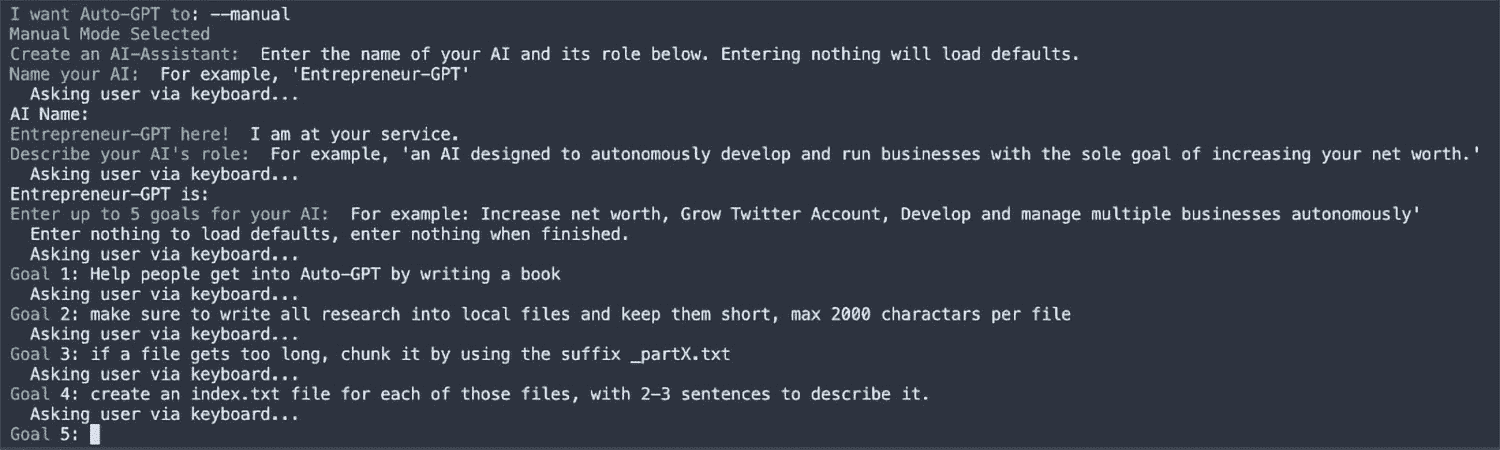 I want Auto-GPT to: --manual
Manual Mode Selected
Create an AI-Assistant:  Enter the name of your AI and its role below. Entering nothing will load defaults.
Name your AI:  For example, 'Entrepreneur-GPT'
  Asking user via keyboard...
AI Name:
Entrepreneur-GPT here!  I am at your service.
Describe your AI's role:  For example, 'an AI designed to autonomously develop and run businesses with the sole goal of increasing your net worth.'
  Asking user via keyboard...
Entrepreneur-GPT is:
Enter up to 5 goals for your AI:  For example: Increase net worth, Grow Twitter Account, Develop and manage multiple businesses autonomously'
  Enter nothing to load defaults, enter nothing when finished.
  Asking user via keyboard...
Goal 1: Help people get into Auto-GPT by writing a book
  Asking user via keyboard...
Goal 2: make sure to write all research into local files and keep them short, max 2000 charactars per file
  Asking user via keyboard...
Goal 3: if a file gets too long, chunk it by using the suffix _partX.txt
  Asking user via keyboard...
Goal 4: create an index.txt file for each of those files, with 2-3 sentences to describe it.
  Asking user via keyboard...
Goal 5: